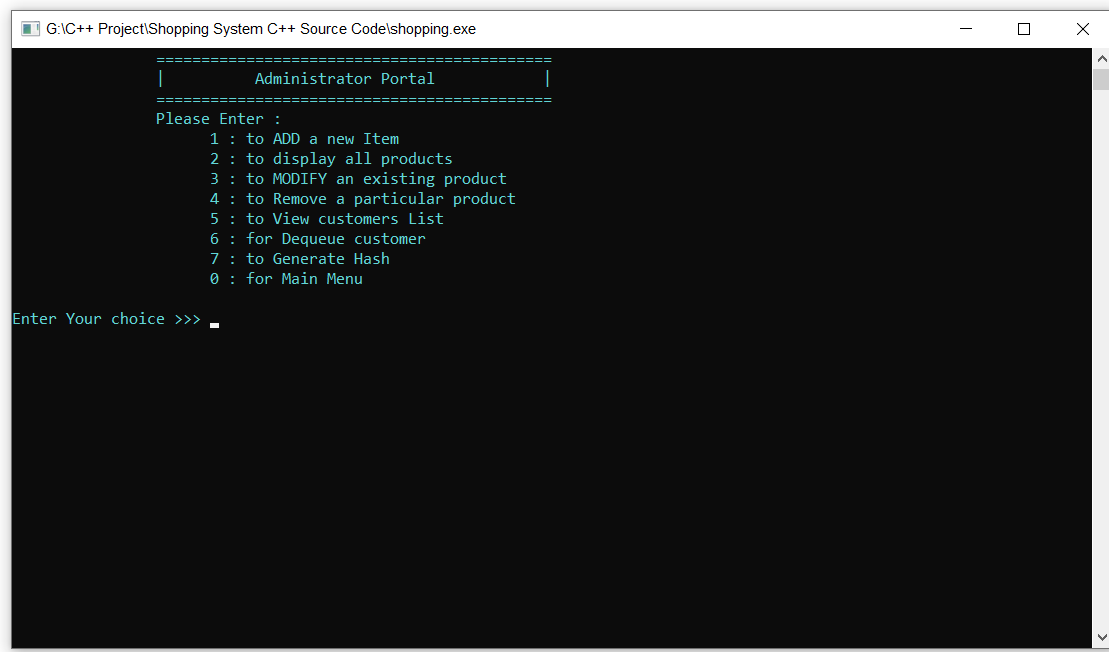 G:\C++ Project\Shopping System C++ Source Code\shopping.exe
============================================
| Administrator Portal |
============================================
Please Enter :
1 : to ADD a new Item
2 : to display all products
3 : to MODIFY an existing product
4 : to Remove a particular product
5 : to View customers List
6 : for Dequeue customer
7 : to Generate Hash
0 : for Main Menu
Enter Your choice >>>